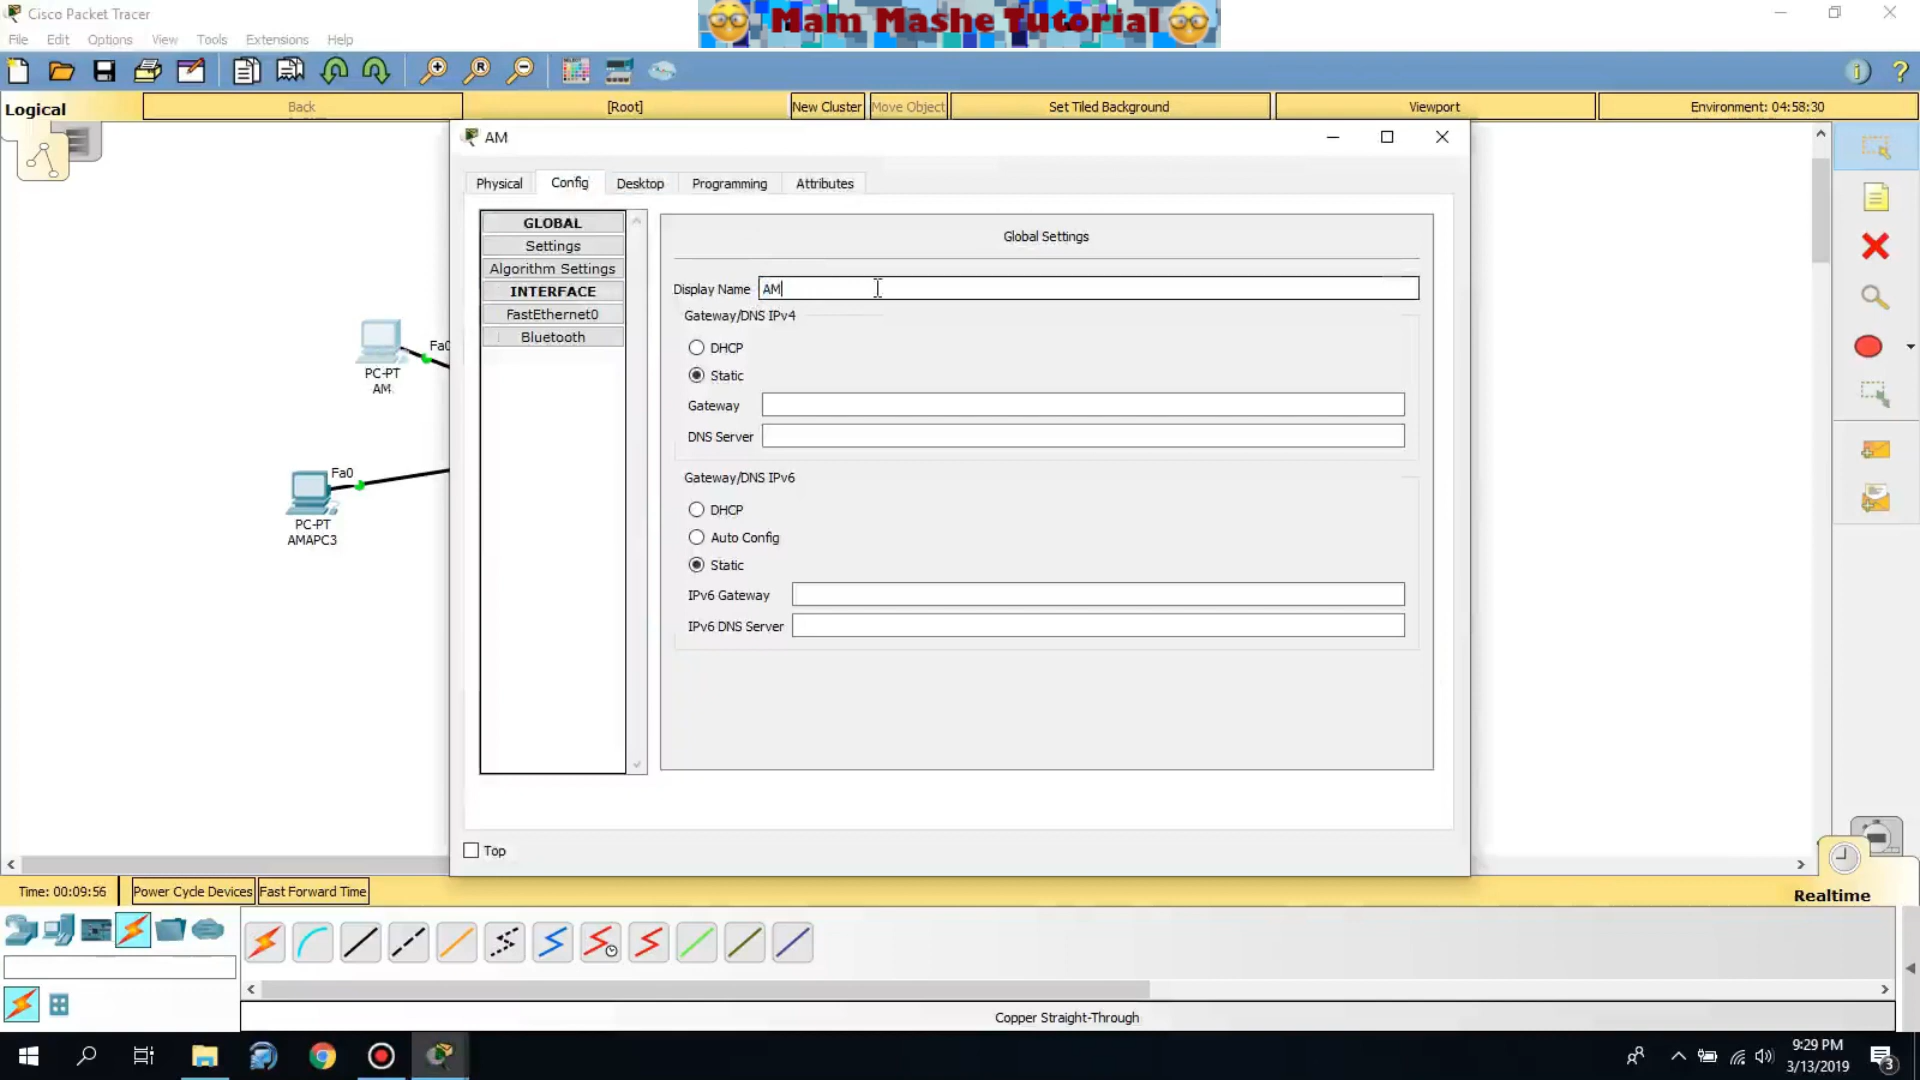 Cisco Packet Tracer
Mam Mashe Tutorial
File Edit Options View Tools Extensions Help
Logical
Back
[Root]
New Cluster
Move Object
Set Tiled Background
Viewport
Environment: 04:58:30
AM
Physical
Config
Desktop
Programming
Attributes
GLOBAL
Settings
Algorithm Settings
INTERFACE
FastEthernet0
Bluetooth
Global Settings
Display Name AM
Gateway/DNS IPv4
DHCP
Static
Gateway
DNS Server
Gateway/DNS IPv6
DHCP
Auto Config
Static
IPv6 Gateway
IPv6 DNS Server
Top
Fa0
PC-PT
AM
Fa0
PC-PT
AMAPC3
Time: 00:09:56
Power Cycle Devices
Fast Forward Time
Realtime
Copper Straight-Through
9:29 PM
3/13/2019
3